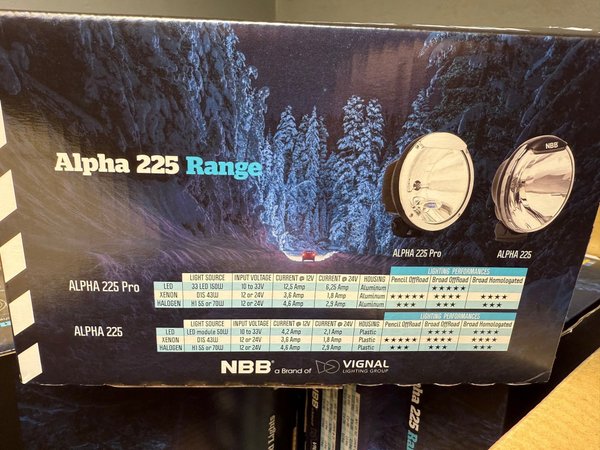 Alpha 225 Range
NBB
ALPHA 225 Pro ALPHA 225
LIGHTING PERFORMANCES
LIGHT SOURCE INPUT VOLTAGE CURRENT @ 12V CURRENT @ 24V HOUSING Pencil OffRoad Broad OffRoad Broad Homologated
ALPHA 225 Pro
LED 33 LED 150W 10 to 33V 12,5 Amp 6,25 Amp Aluminum ★★★★★
XENON D1S 43W 12 or 24V 3,6 Amp 1,8 Amp Aluminum ★★★★★ ★★★★ ★★★★
HALOGEN H1 55 or 70W 12 or 24V 4,6 Amp 2,9 Amp Aluminum ★★★★ ★★★ ★★★
LIGHTING PERFORMANCES
LIGHT SOURCE INPUT VOLTAGE CURRENT @ 12V CURRENT @ 24V HOUSING Pencil OffRoad Broad OffRoad Broad Homologated
ALPHA 225
LED LED module 50W 10 to 33V 4,2 Amp 2,1 Amp Plastic ★★★ ★★★ ★★★★
XENON D1S 43W 12 or 24V 3,6 Amp 1,8 Amp Plastic ★★★★★ ★★★★ ★★★★
HALOGEN H1 55 or 70W 12 or 24V 4,6 Amp 2,9 Amp Plastic ★★★★ ★★★ ★★★
NBB a Brand of VIGNAL
LIGHTING GROUP
Lights
NBB
Alpha 225 Ra